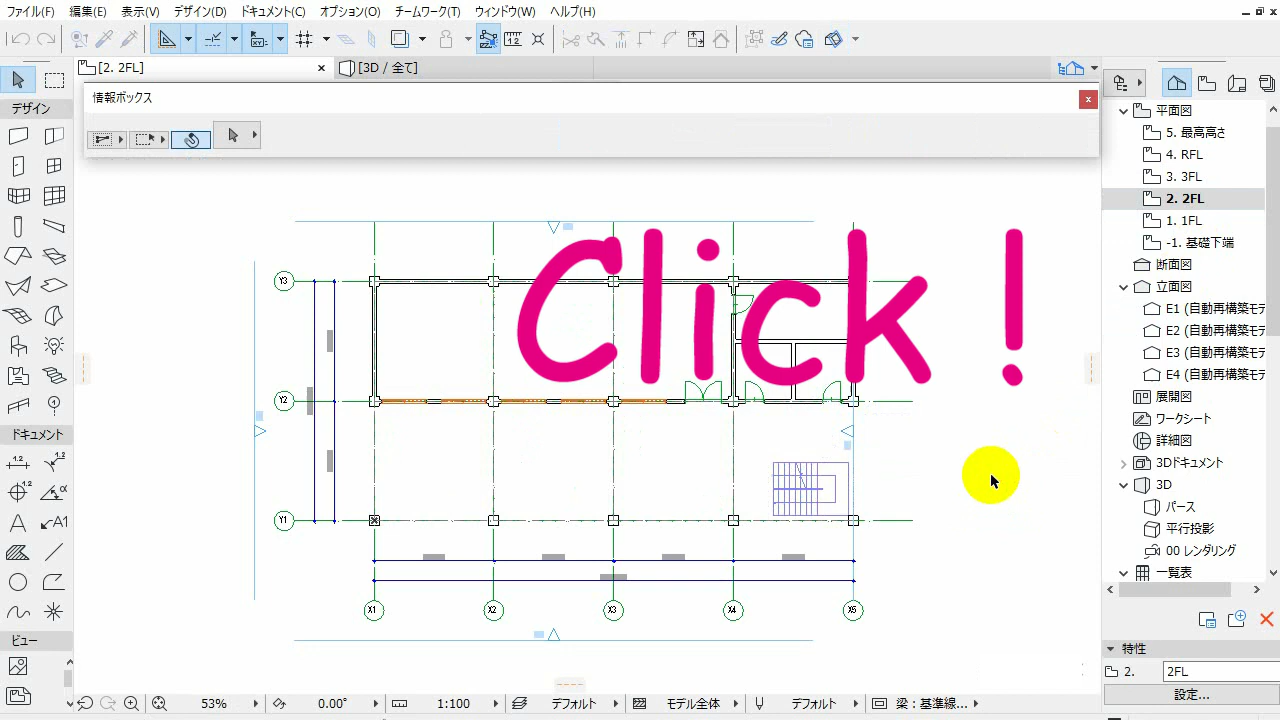 ファイル(F) 編集(E) 表示(V) デザイン(D) ドキュメント(C) オプション(O) チームワーク(T) ウィンドウ(W) ヘルプ(H)
[2. 2FL] [3D / 全て]
情報ボックス
デザイン
ドキュメント
ビュー
Click !
Y3
Y2
Y1
X1 X2 X3 X4 X5
平面図
5. 最高高さ
4. RFL
3. 3FL
2. 2FL
1. 1FL
-1. 基礎下端
断面図
立面図
E1 (自動再構築モデ
E2 (自動再構築モデ
E3 (自動再構築モデ
E4 (自動再構築モデ
展開図
ワークシート
詳細図
3Dドキュメント
3D
パース
平行投影
00 レンダリング
一覧表
特性
2. 2FL
設定...
53% 0.00° 1:100 デフォルト モデル全体 デフォルト 梁：基準線...